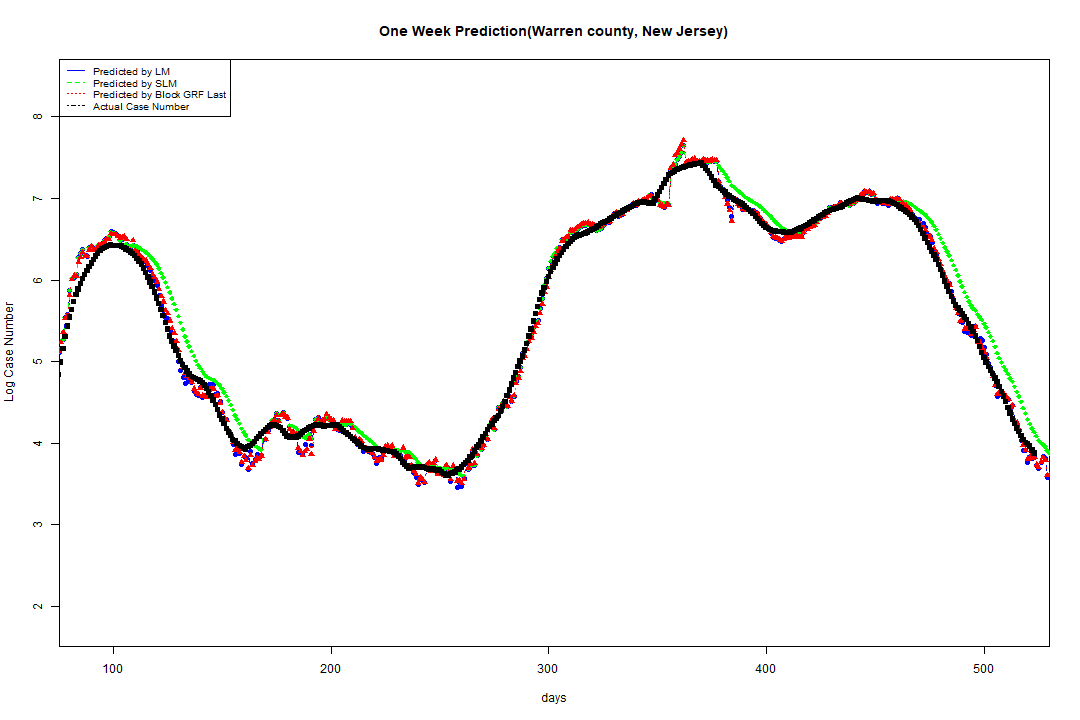 One Week Prediction(Warren county, New Jersey)
Predicted by LM
Predicted by SLM
Predicted by Block GRF Last
Actual Case Number
8
7
6
5
4
3
2
Log Case Number
100 200 300 400 500
days